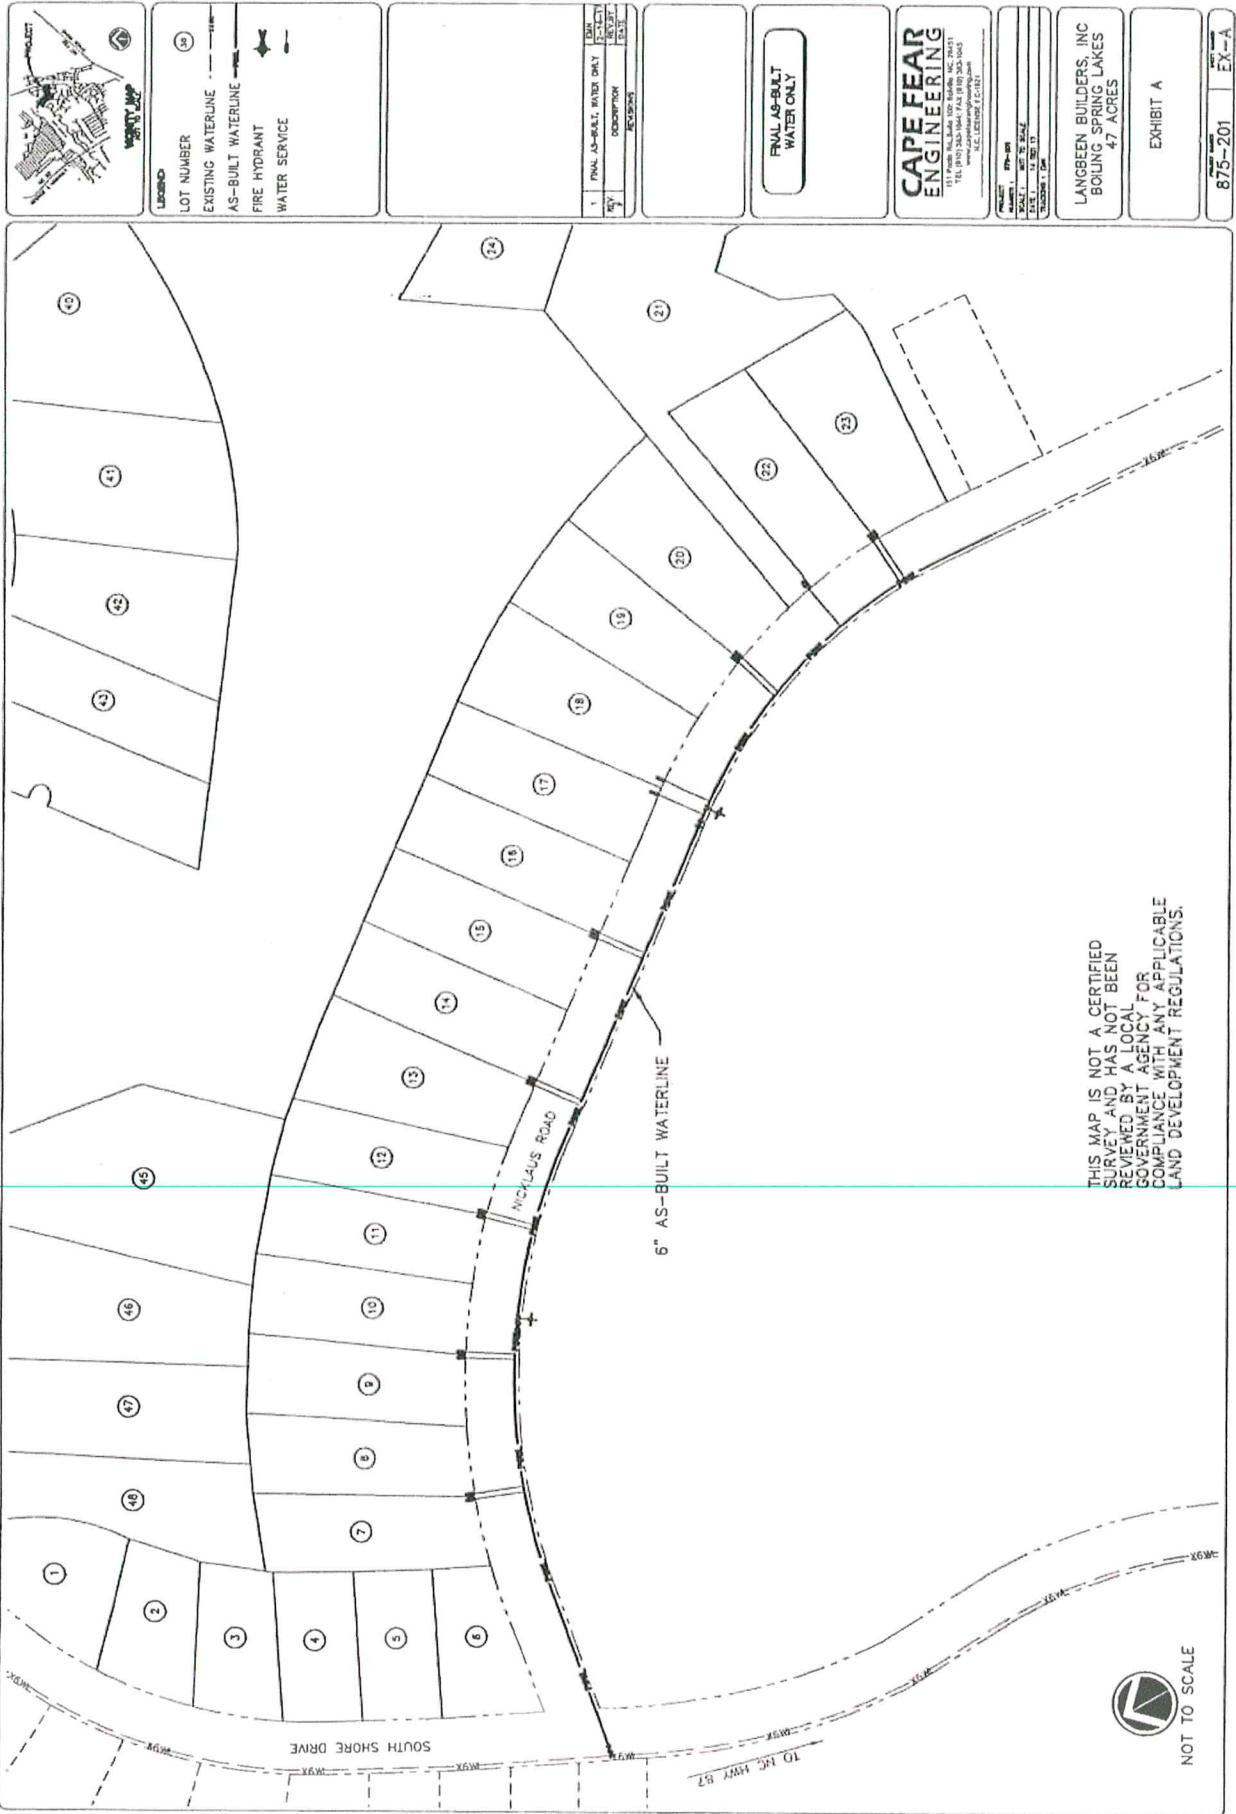 PROJECT
VICINITY MAP
NOT TO SCALE
LEGEND
LOT NUMBER
EXISTING WATERLINE
AS-BUILT WATERLINE
FIRE HYDRANT
WATER SERVICE
1 FINAL AS-BUILT, WATER ONLY
REV. DESCRIPTION REV.BY DATE
REVISIONS
FINAL AS-BUILT
WATER ONLY
CAPE FEAR
ENGINEERING
LANGBEEN BUILDERS, INC
BOILING SPRING LAKES
47 ACRES
EXHIBIT A
875-201
EX-A
40
41
42
43
24
21
23
22
20
19
18
17
16
15
14
13
12
11
10
9
8
7
45
46
47
48
1
2
3
4
5
6
NICKLAUS ROAD
6" AS-BUILT WATERLINE
SOUTH SHORE DRIVE
TO NC HWY 87
THIS MAP IS NOT A CERTIFIED
SURVEY AND HAS NOT BEEN
REVIEWED BY A LOCAL
GOVERNMENT AGENCY FOR
COMPLIANCE WITH ANY APPLICABLE
LAND DEVELOPMENT REGULATIONS.
NOT TO SCALE